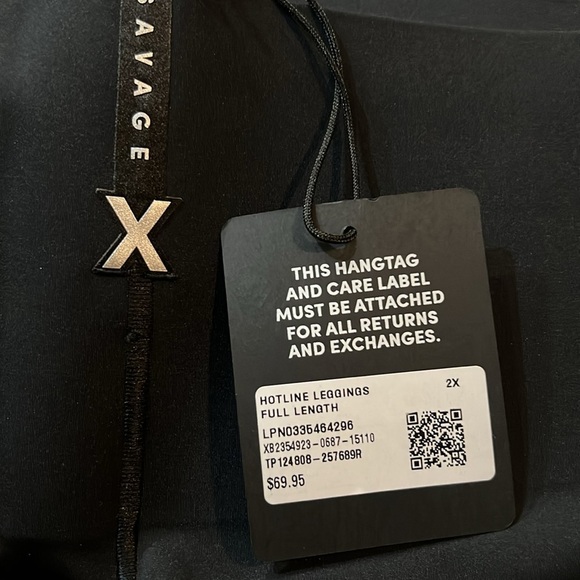 SAVAGE
X
THIS HANGTAG
AND CARE LABEL
MUST BE ATTACHED
FOR ALL RETURNS
AND EXCHANGES.
HOTLINE LEGGINGS 2X
FULL LENGTH
LPN0335464296
XB2354923-0687-15110
TP124808-257689R
$69.95